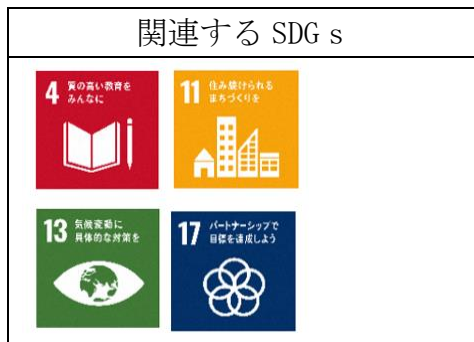 関連する SDGｓ
4 質の高い教育を
みんなに
11 住み続けられる
まちづくりを
13 気候変動に
具体的な対策を
17 パートナーシップで
目標を達成しよう